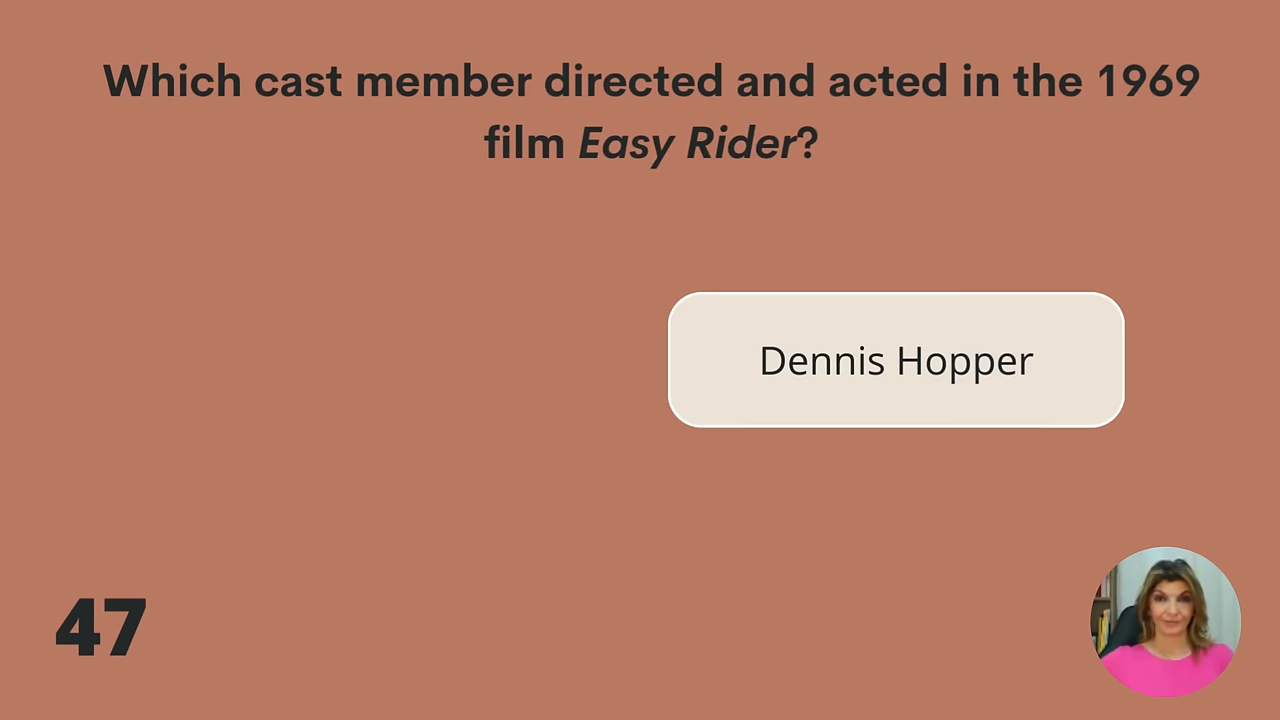 Which cast member directed and acted in the 1969
film Easy Rider?
Dennis Hopper
47